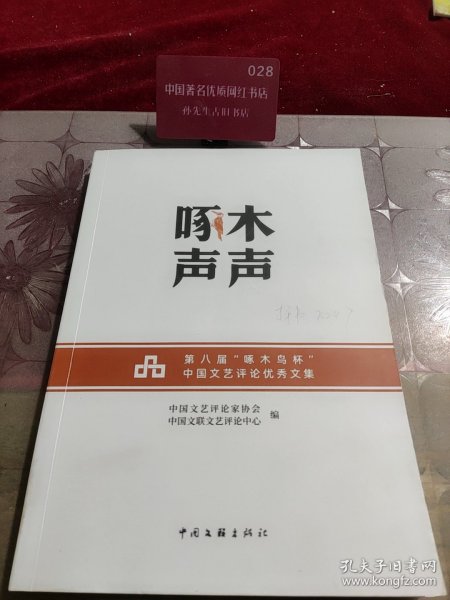 028
中国著名优质网红书店
孙先生古旧书店
啄木
声声
第八届“啄木鸟杯”
中国文艺评论优秀文集
中国文艺评论家协会
中国文联文艺评论中心
编
中国文联出版社
孔夫子旧书网
www.kongfz.com